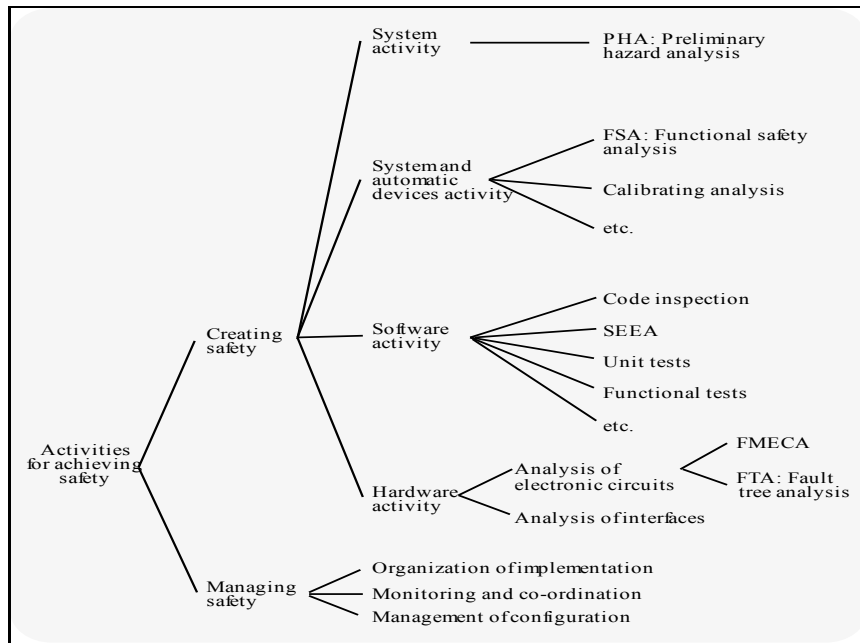 System
activity
PHA: Preliminary
hazard analysis
System and
automatic
devices activity
FSA: Functional safety
analysis
Calibrating analysis
etc.
Creating
safety
Software
activity
Code inspection
SEEA
Unit tests
Functional tests
etc.
Activities
for achieving
safety
Hardware
activity
Analysis of
electronic circuits
FMECA
FTA: Fault
tree analysis
Analysis of interfaces
Managing
safety
Organization of implementation
Monitoring and co-ordination
Management of configuration